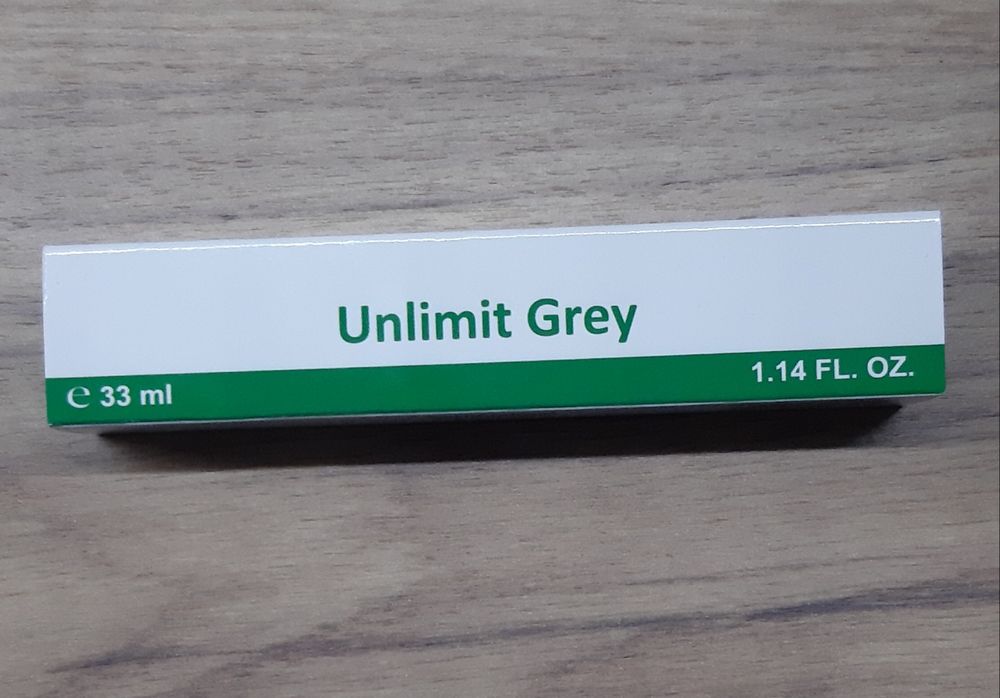 Unlimit Grey
℮ 33 ml
1.14 FL. OZ.